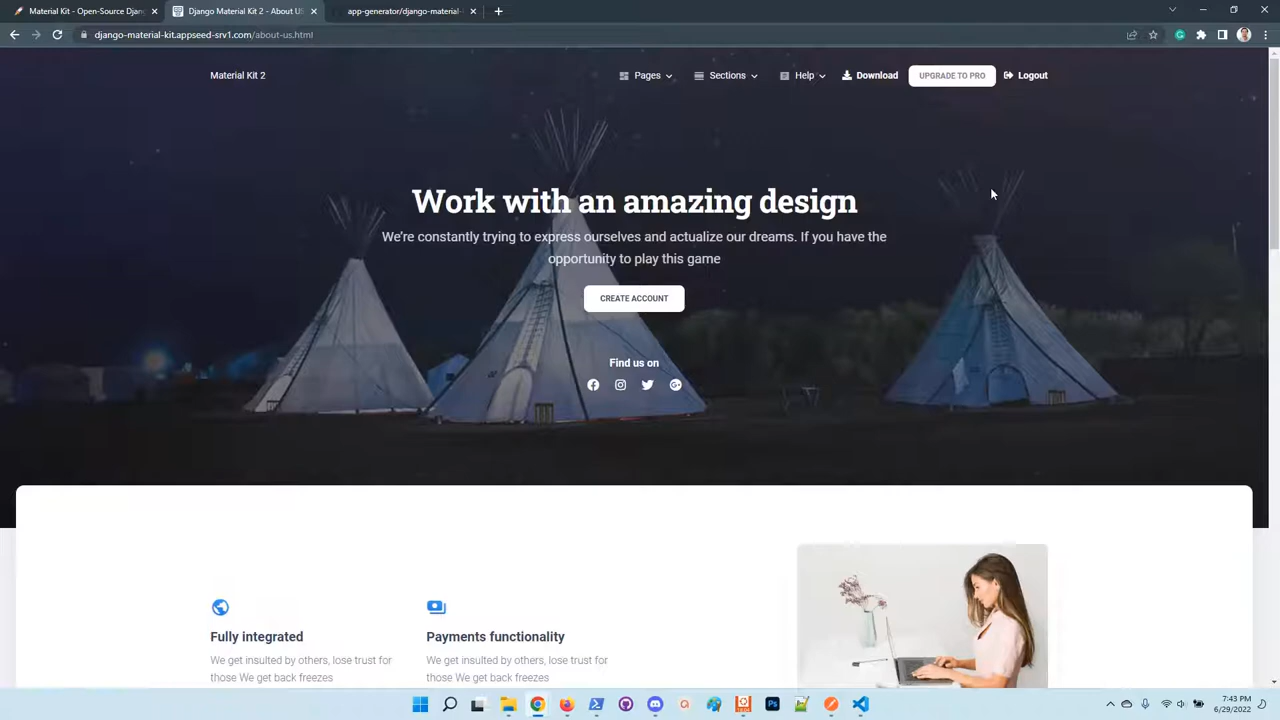 Material Kit - Open-Source Djang
Django Material Kit 2 - About US
app-generator/django-material-
django-material-kit.appseed-srv1.com/about-us.html
Material Kit 2
Pages
Sections
Help
Download
UPGRADE TO PRO
Logout
Work with an amazing design
We're constantly trying to express ourselves and actualize our dreams. If you have the
opportunity to play this game
CREATE ACCOUNT
Find us on
Fully integrated
We get insulted by others, lose trust for
those We get back freezes
Payments functionality
We get insulted by others, lose trust for
those We get back freezes
Ps
7:43 PM
6/29/2022